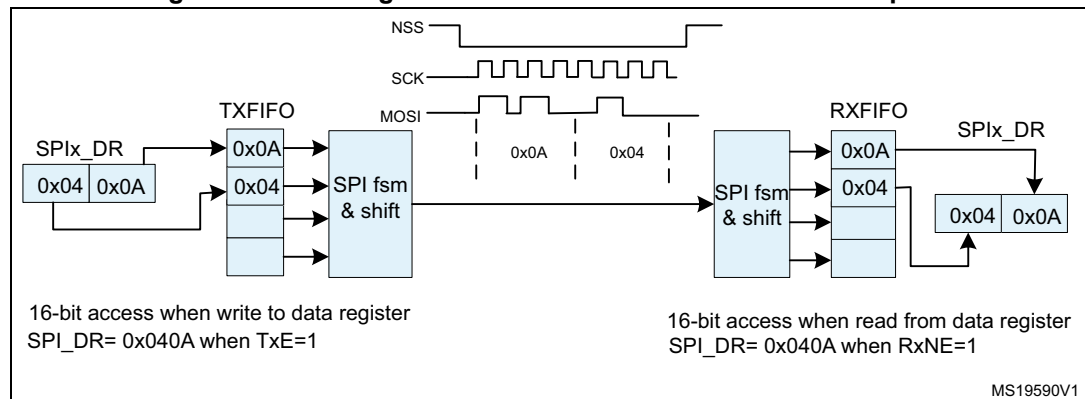 NSS
SCK
MOSI
TXFIFO
RXFIFO
SPIx_DR
SPIx_DR
0x04 0x0A
0x0A
0x04
SPI fsm
& shift
0x0A
0x04
SPI fsm
& shift
0x0A
0x04
0x04 0x0A
16-bit access when write to data register
SPI_DR= 0x040A when TxE=1
16-bit access when read from data register
SPI_DR= 0x040A when RxNE=1
MS19590V1